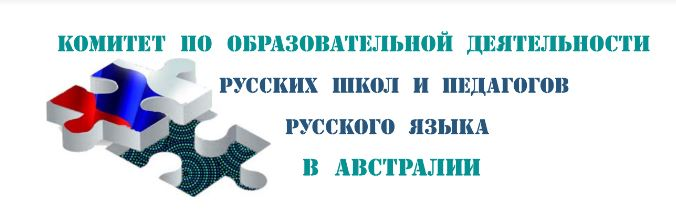 КОМИТЕТ ПО ОБРАЗОВАТЕЛЬНОЙ ДЕЯТЕЛЬНОСТИ
РУССКИХ ШКОЛ И ПЕДАГОГОВ
РУССКОГО ЯЗЫКА
В АВСТРАЛИИ